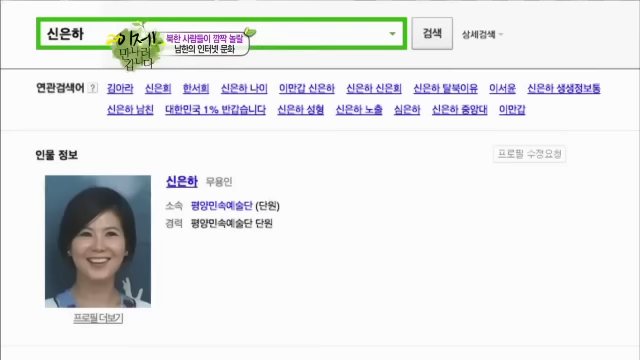 신은하
이제
만나러
갑니다
북한 사람들이 깜짝 놀랄
남한의 인터넷 문화
검색
상세검색
연관검색어 ? 김아라 신은희 한서희 신은하 나이 이만갑 신은하 신은하 신은희 신은하 탈북이유 이서윤 신은하 생생정보통
신은하 남친 대한민국 1% 반갑습니다 신은하 성형 신은하 노출 심은하 신은하 중앙대 이만갑
인물 정보
프로필 수정요청
신은하 무용인
소속 평양민속예술단 (단원)
경력 평양민속예술단 단원
프로필 더보기